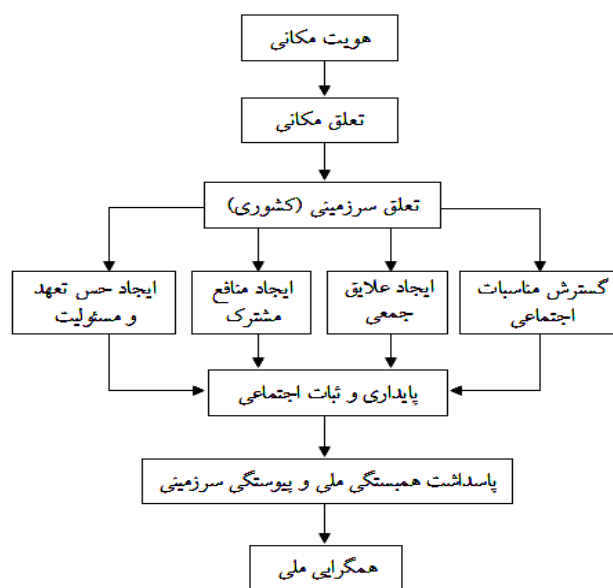 هویت مکانی
تعلق مکانی
تعلق سرزمینی (کشوری)
گسترش مناسبات
اجتماعی
ایجاد علایق
جمعی
ایجاد منافع
مشترک
ایجاد حس تعهد
و مسئولیت
پایداری و ثبات اجتماعی
پاسداشت همبستگی ملی و پیوستگی سرزمینی
همگرایی ملی